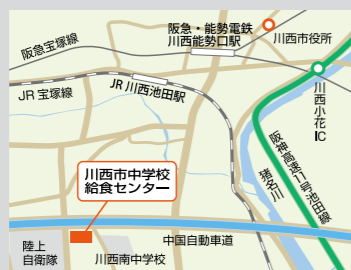 阪急・能勢電鉄
川西能勢口駅
川西市役所
阪急宝塚線
JR 宝塚線
JR 川西池田駅
川西小花IC
阪神高速11号池田線
猪名川
川西市中学校
給食センター
中国自動車道
陸上
自衛隊
川西南中学校